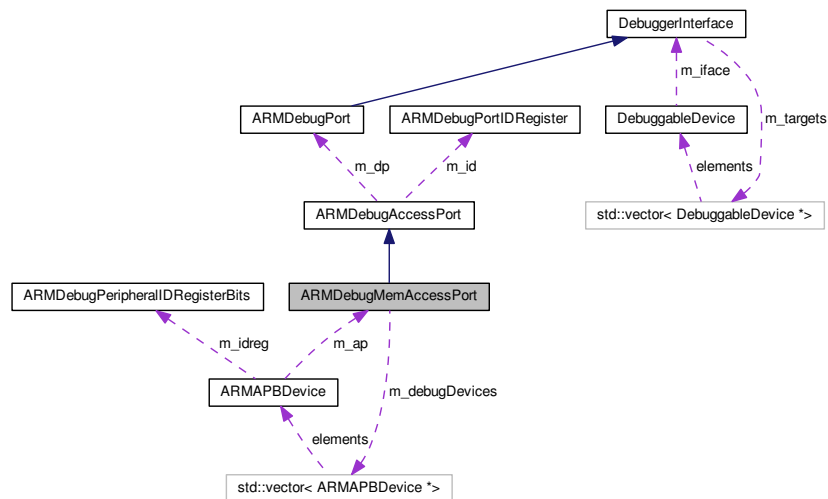 DebuggerInterface
m_iface
ARMDebugPort
ARMDebugPortIDRegister
DebuggableDevice
m_targets
m_dp
m_id
elements
ARMDebugAccessPort
std::vector< DebuggableDevice *>
ARMDebugPeripheralIDRegisterBits
ARMDebugMemAccessPort
m_idreg
m_ap
ARMAPBDevice
m_debugDevices
elements
std::vector< ARMAPBDevice *>